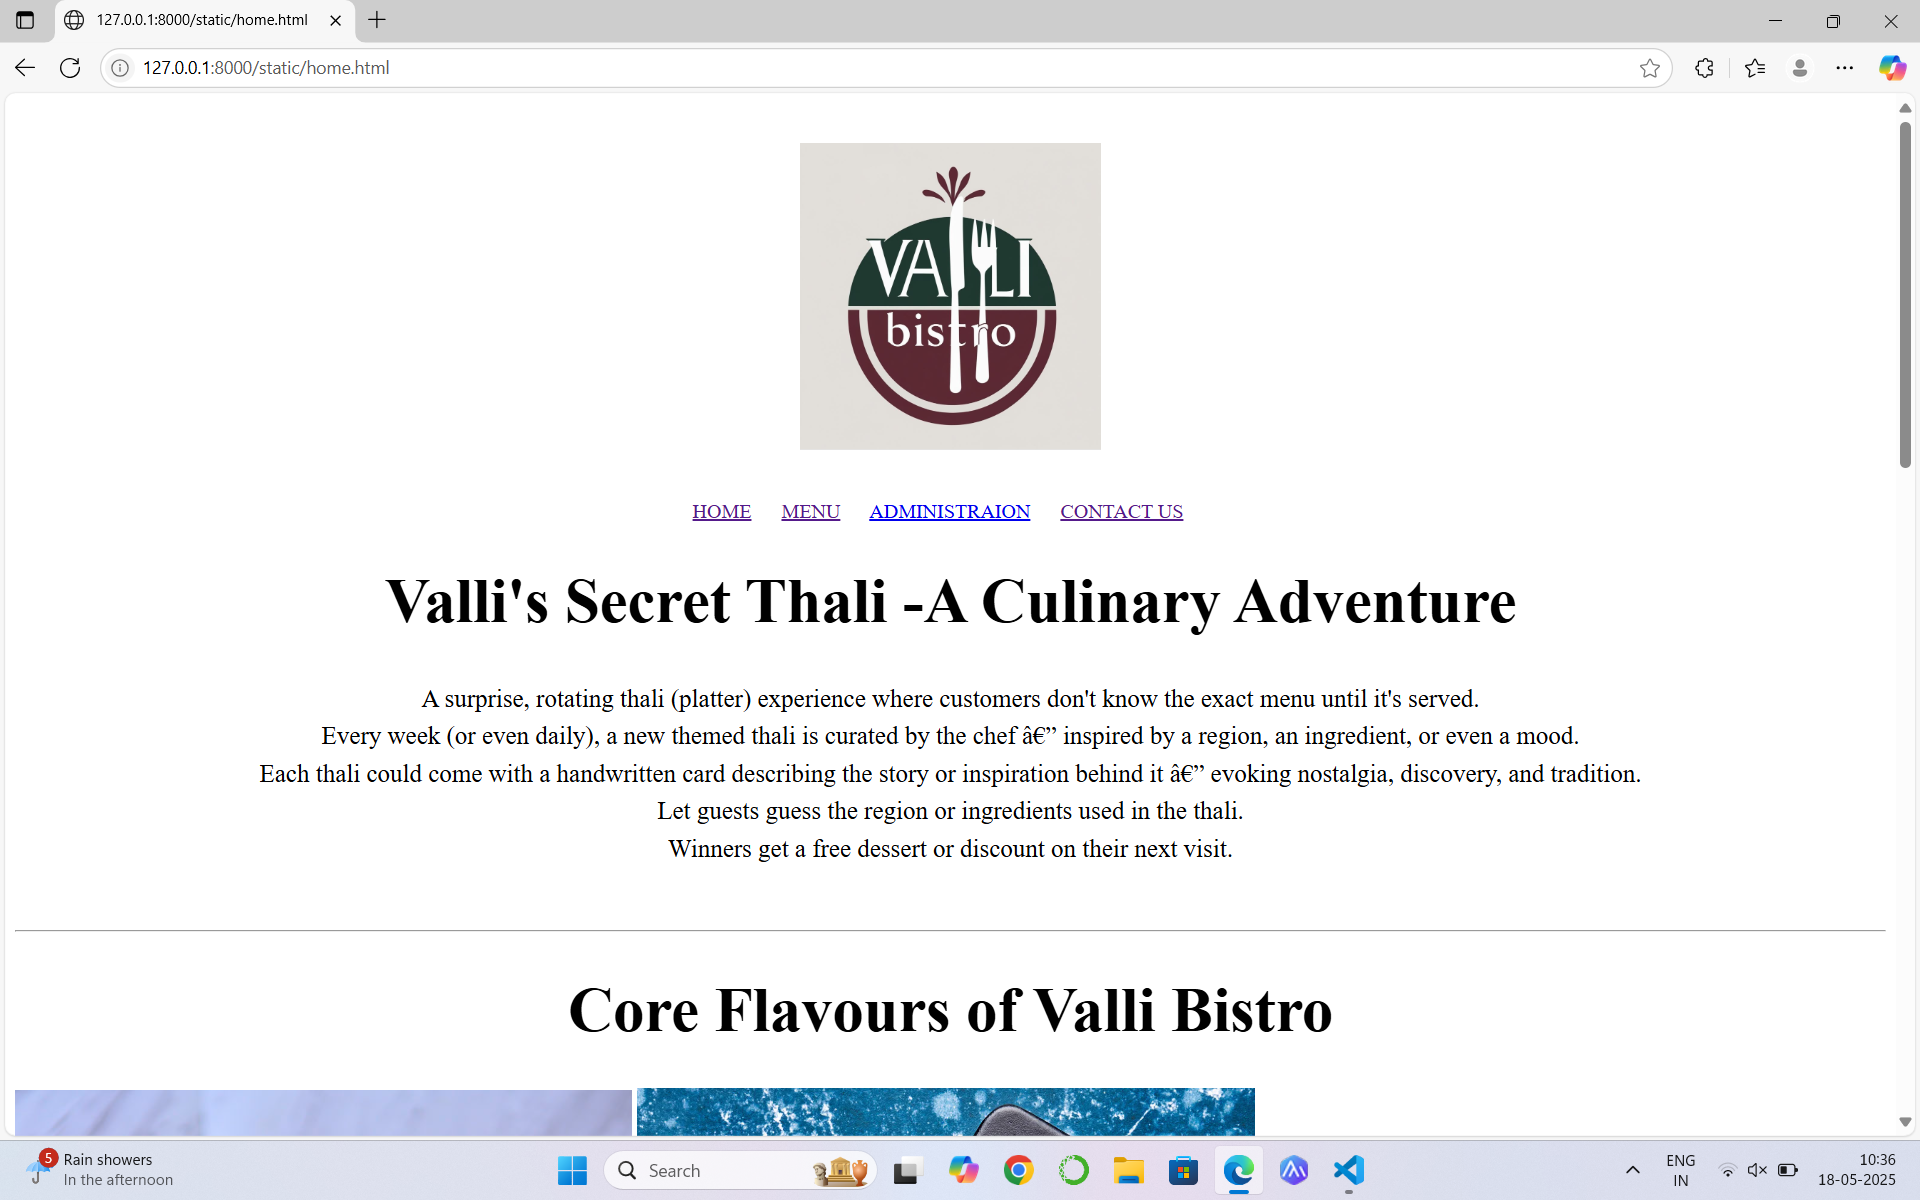 127.0.0.1:8000/static/home.html
127.0.0.1:8000/static/home.html
VALLI
bistro
HOME MENU ADMINISTRAION CONTACT US
Valli's Secret Thali -A Culinary Adventure
A surprise, rotating thali (platter) experience where customers don't know the exact menu until it's served.
Every week (or even daily), a new themed thali is curated by the chef â€” inspired by a region, an ingredient, or even a mood.
Each thali could come with a handwritten card describing the story or inspiration behind it â€” evoking nostalgia, discovery, and tradition.
Let guests guess the region or ingredients used in the thali.
Winners get a free dessert or discount on their next visit.
Core Flavours of Valli Bistro
5 Rain showers
In the afternoon
Search
ENG
IN
10:36
18-05-2025